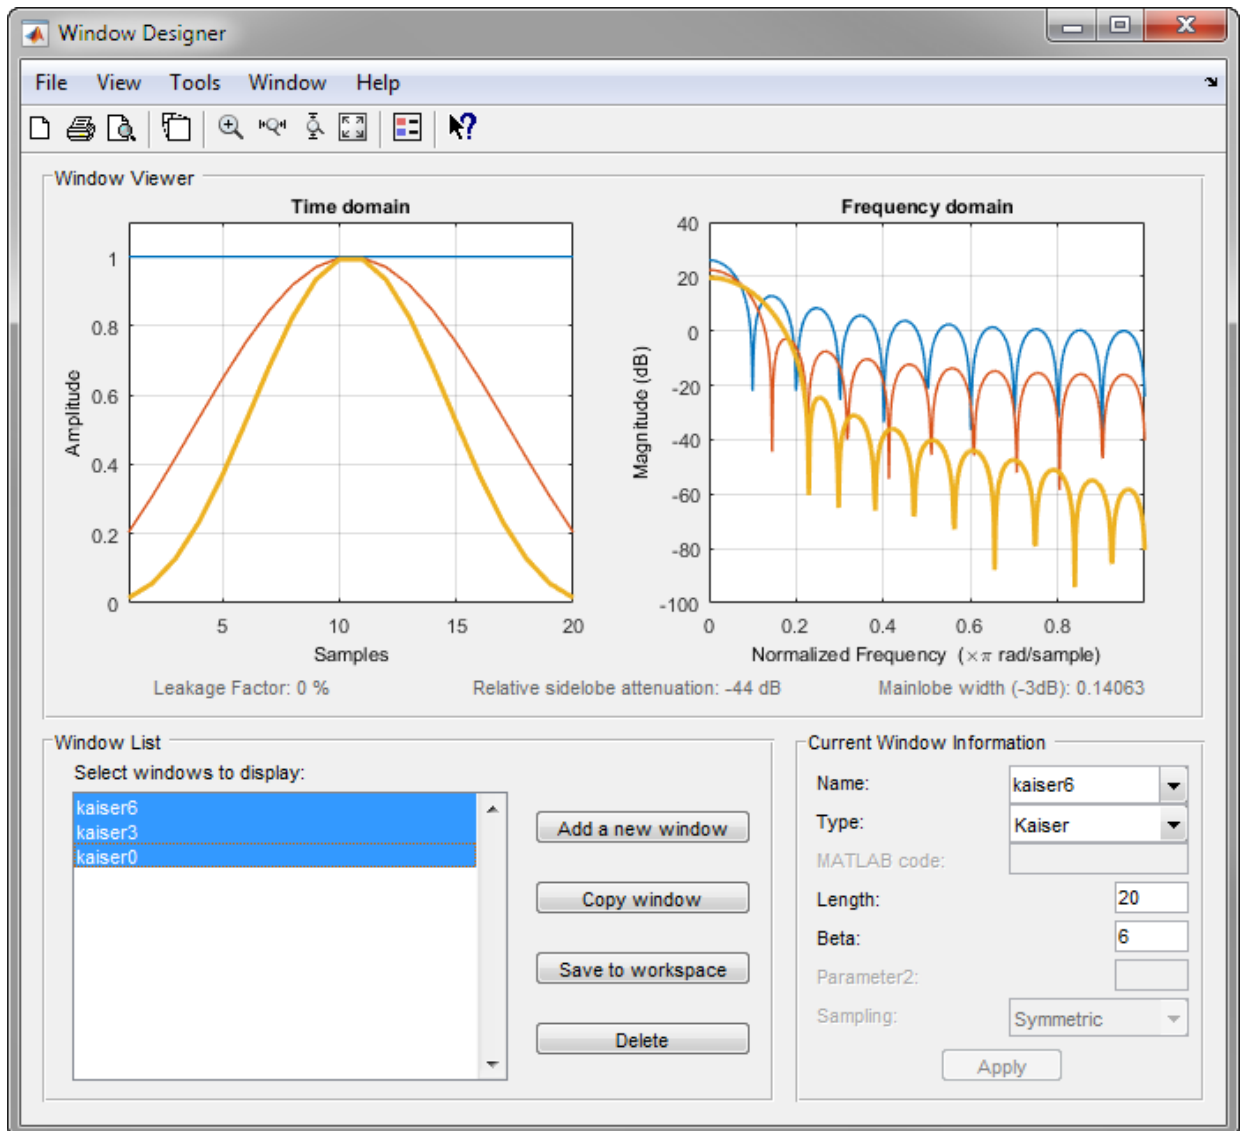 Window Designer
File View Tools Window Help
Window Viewer
Time domain
1
0.8
0.6
0.4
0.2
0
Amplitude
5 10 15 20
Samples
Frequency domain
40
20
0
-20
-40
-60
-80
-100
Magnitude (dB)
0 0.2 0.4 0.6 0.8
Normalized Frequency (×π rad/sample)
Leakage Factor: 0 % Relative sidelobe attenuation: -44 dB Mainlobe width (-3dB): 0.14063
Window List
Select windows to display:
kaiser6
kaiser3
kaiser0
Add a new window
Copy window
Save to workspace
Delete
Current Window Information
Name: kaiser6
Type: Kaiser
MATLAB code:
Length: 20
Beta: 6
Parameter2:
Sampling: Symmetric
Apply